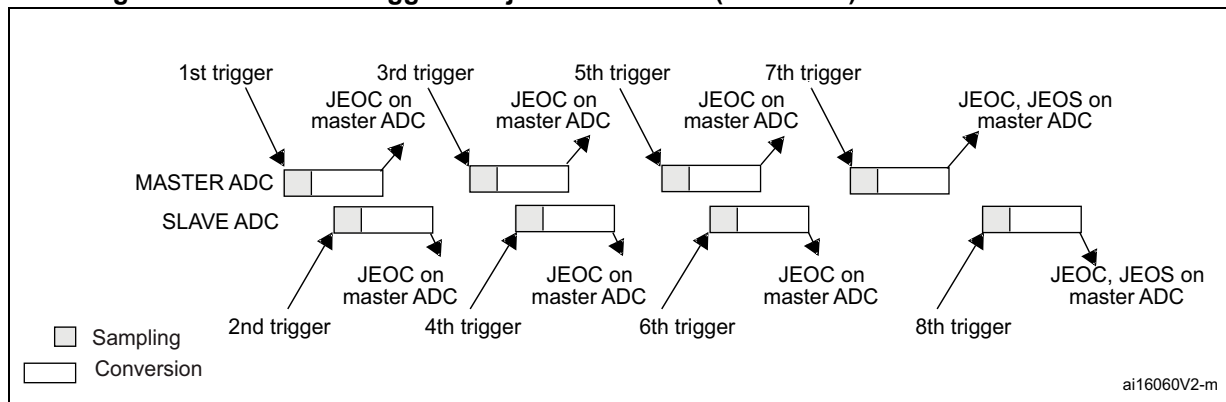 1st trigger
3rd trigger
5th trigger
7th trigger
JEOC on
master ADC
JEOC on
master ADC
JEOC on
master ADC
JEOC, JEOS on
master ADC
MASTER ADC
SLAVE ADC
JEOC on
master ADC
JEOC on
master ADC
JEOC on
master ADC
JEOC, JEOS on
master ADC
2nd trigger
4th trigger
6th trigger
8th trigger
Sampling
Conversion
ai16060V2-m